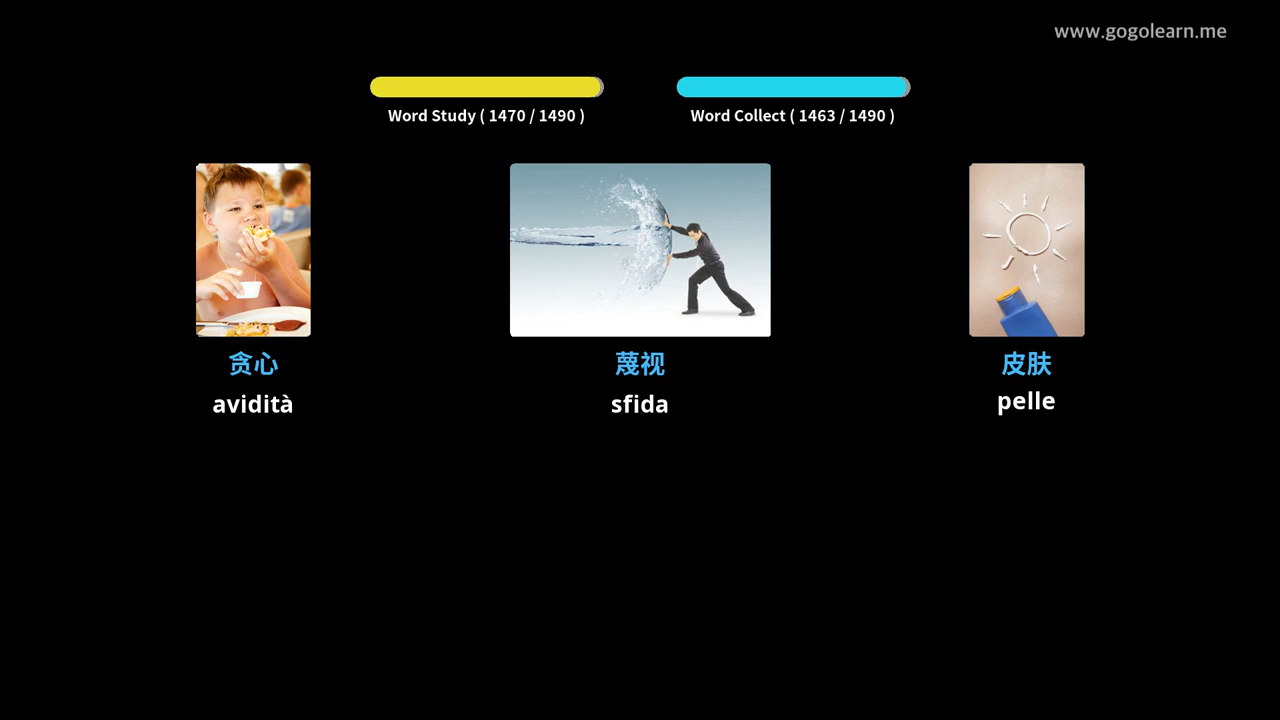 www.gogolearn.me
Word Study ( 1470 / 1490 )
Word Collect ( 1463 / 1490 )
贪心
蔑视
皮肤
avidità
sfida
pelle